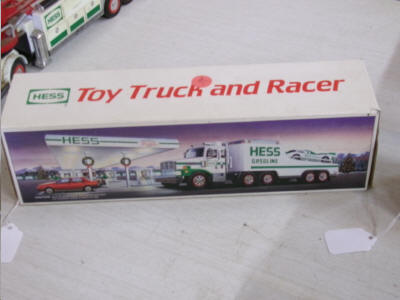 HESS Toy Truck and Racer
HESS
HESS
GASOLINE